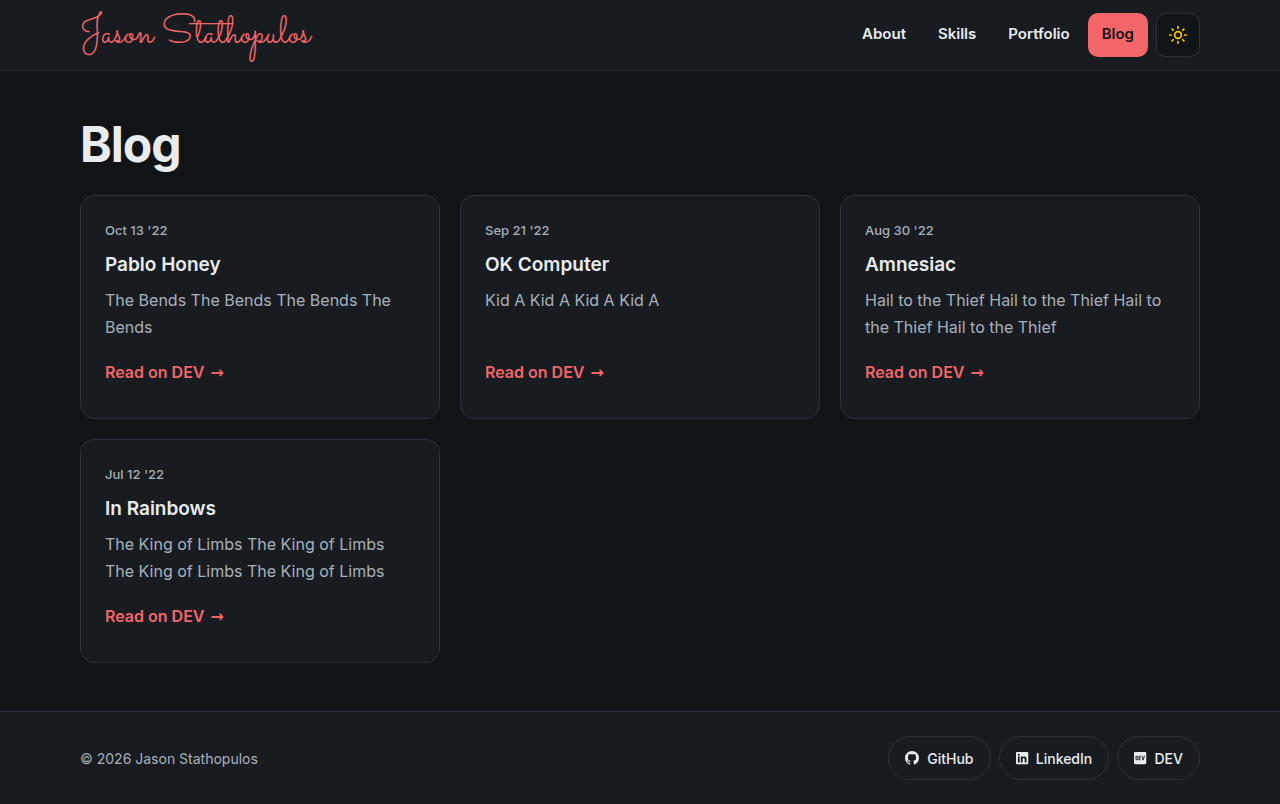 Jason Stathopulos
About Skills Portfolio Blog
Blog
Oct 13 '22
Pablo Honey
The Bends The Bends The Bends The
Bends
Read on DEV →
Sep 21 '22
OK Computer
Kid A Kid A Kid A Kid A
Read on DEV →
Aug 30 '22
Amnesiac
Hail to the Thief Hail to the Thief Hail to
the Thief Hail to the Thief
Read on DEV →
Jul 12 '22
In Rainbows
The King of Limbs The King of Limbs
The King of Limbs The King of Limbs
Read on DEV →
© 2026 Jason Stathopulos
GitHub LinkedIn DEV